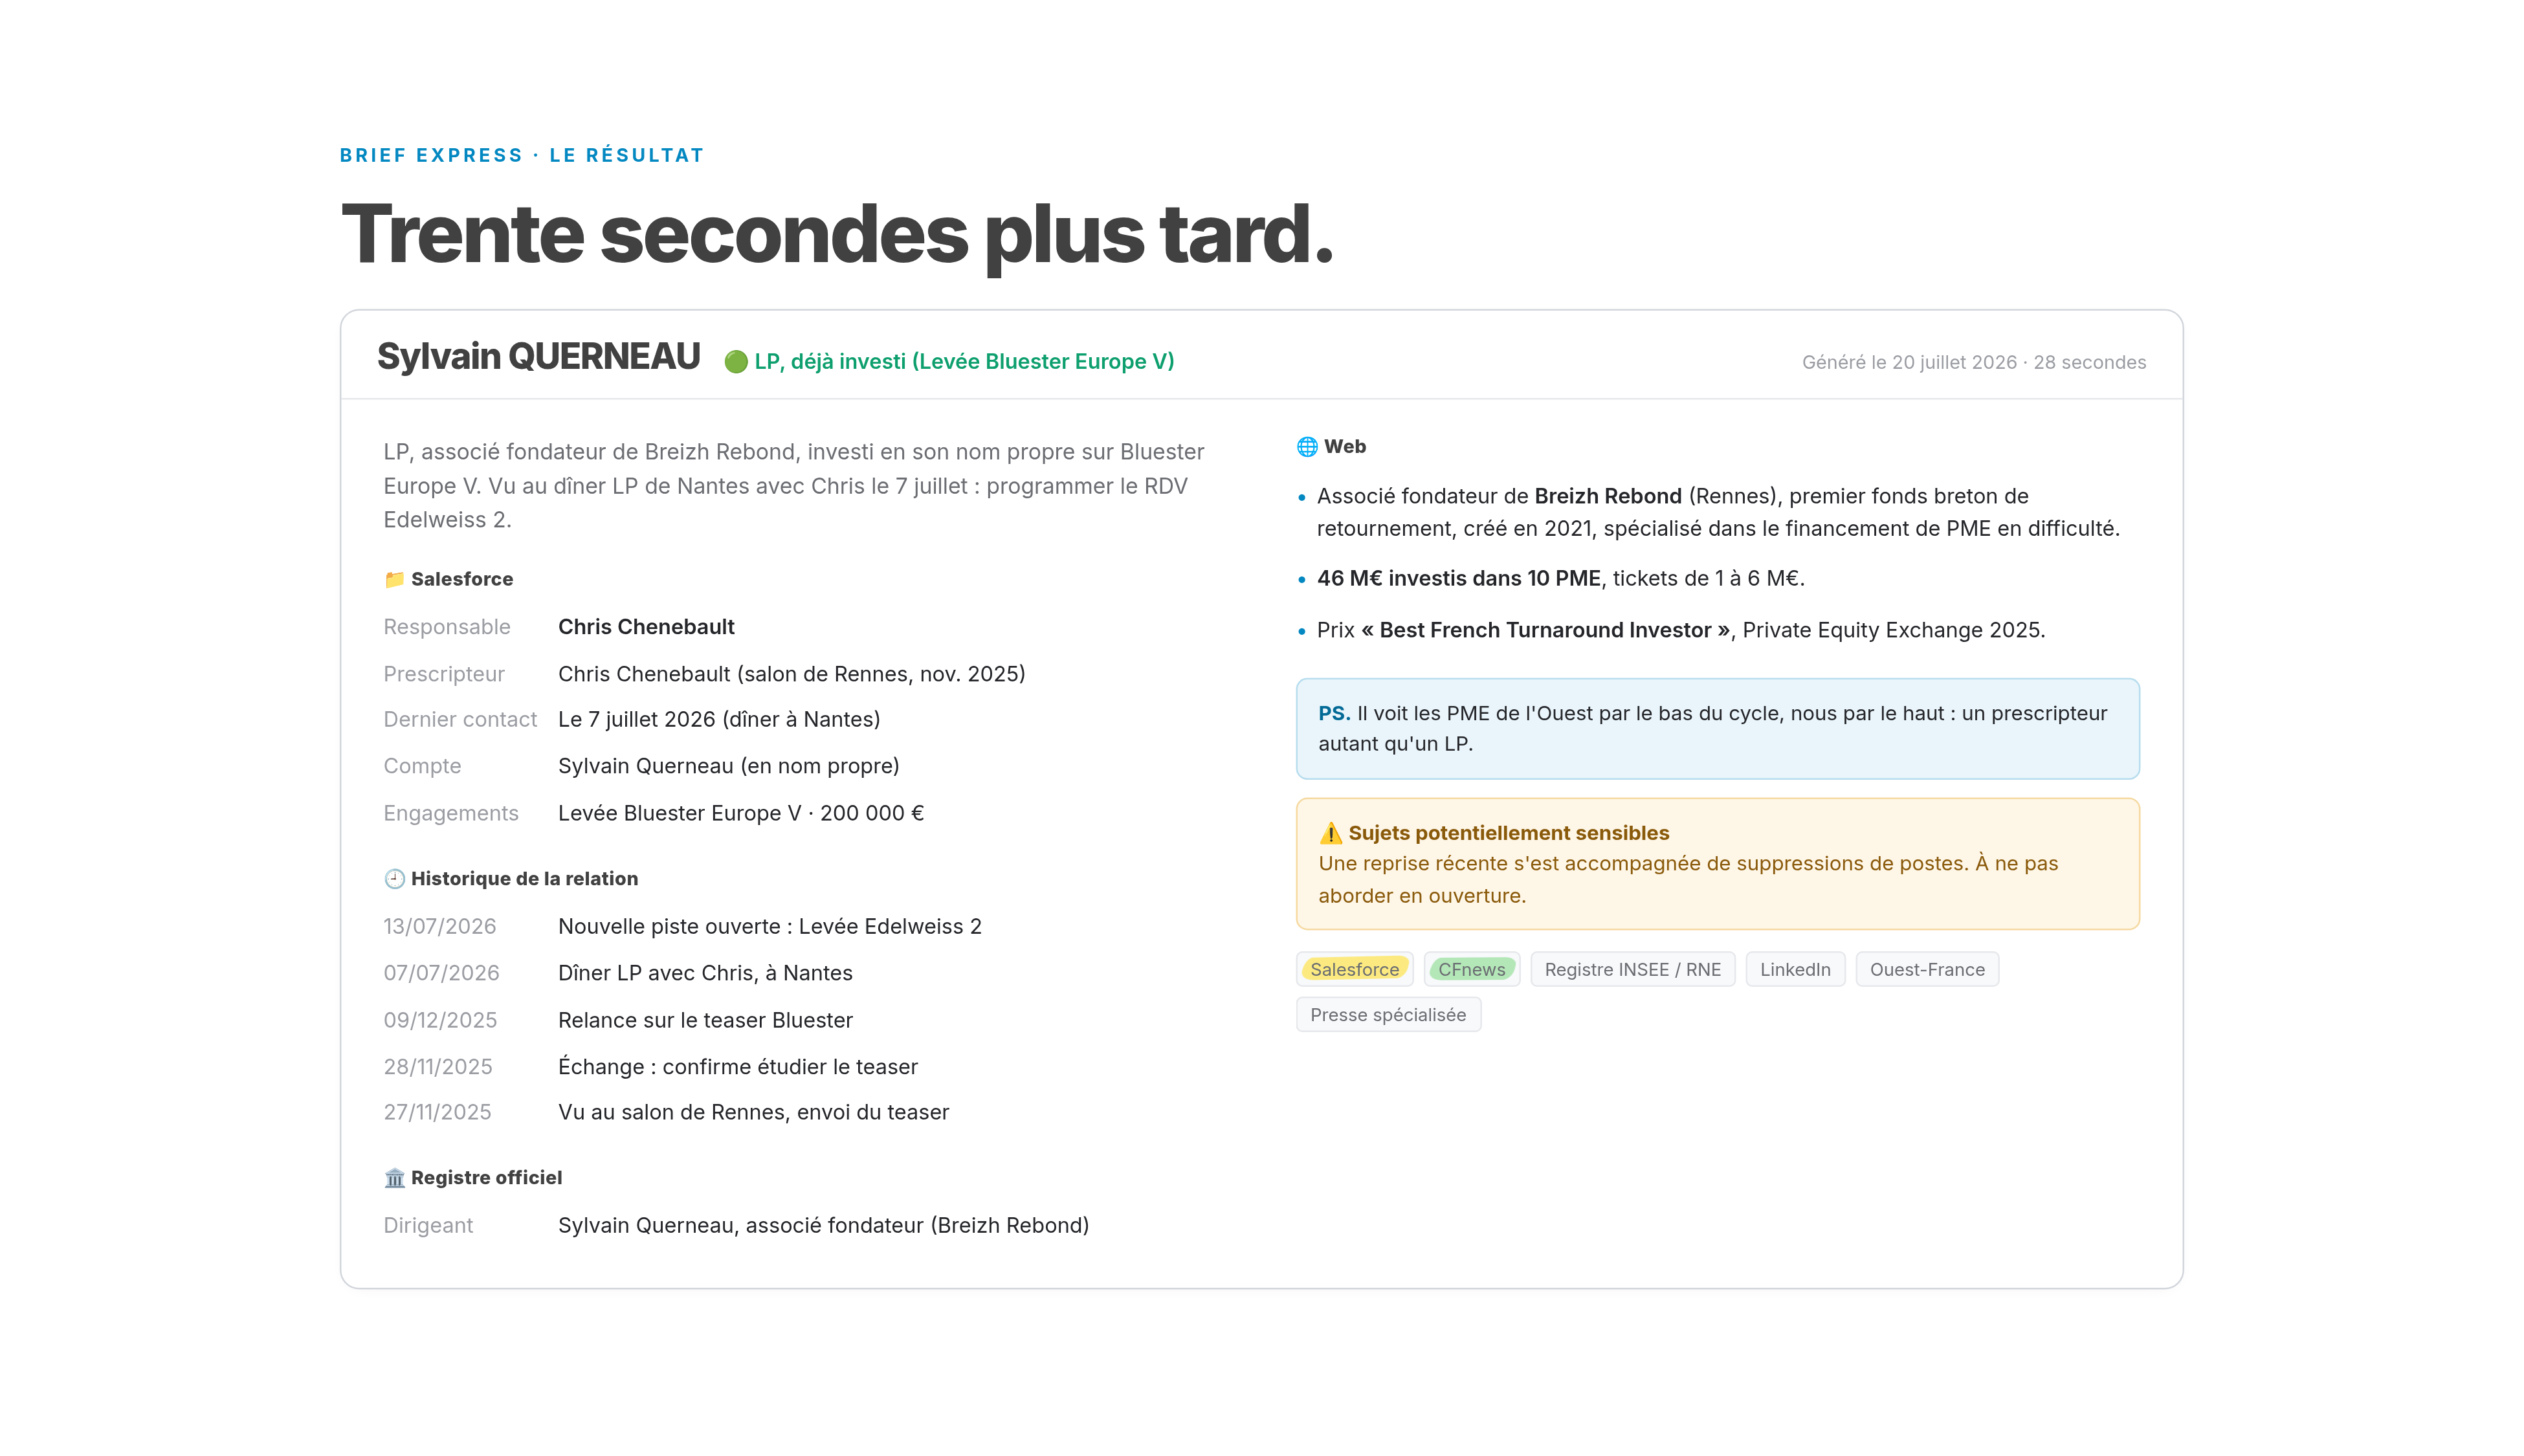 BRIEF EXPRESS · LE RÉSULTAT
Trente secondes plus tard.
Sylvain QUERNEAU 🟢 LP, déjà investi (Levée Bluester Europe V)
Généré le 20 juillet 2026 · 28 secondes
LP, associé fondateur de Breizh Rebond, investi en son nom propre sur Bluester
Europe V. Vu au dîner LP de Nantes avec Chris le 7 juillet : programmer le RDV
Edelweiss 2.
📁 Salesforce
Responsable Chris Chenebault
Prescripteur Chris Chenebault (salon de Rennes, nov. 2025)
Dernier contact Le 7 juillet 2026 (dîner à Nantes)
Compte Sylvain Querneau (en nom propre)
Engagements Levée Bluester Europe V · 200 000 €
🕘 Historique de la relation
13/07/2026 Nouvelle piste ouverte : Levée Edelweiss 2
07/07/2026 Dîner LP avec Chris, à Nantes
09/12/2025 Relance sur le teaser Bluester
28/11/2025 Échange : confirme étudier le teaser
27/11/2025 Vu au salon de Rennes, envoi du teaser
🏛️ Registre officiel
Dirigeant Sylvain Querneau, associé fondateur (Breizh Rebond)
🌐 Web
• Associé fondateur de Breizh Rebond (Rennes), premier fonds breton de
retournement, créé en 2021, spécialisé dans le financement de PME en difficulté.
• 46 M€ investis dans 10 PME, tickets de 1 à 6 M€.
• Prix « Best French Turnaround Investor », Private Equity Exchange 2025.
PS. Il voit les PME de l'Ouest par le bas du cycle, nous par le haut : un prescripteur
autant qu'un LP.
⚠️ Sujets potentiellement sensibles
Une reprise récente s'est accompagnée de suppressions de postes. À ne pas
aborder en ouverture.
Salesforce CFnews Registre INSEE / RNE LinkedIn Ouest-France
Presse spécialisée